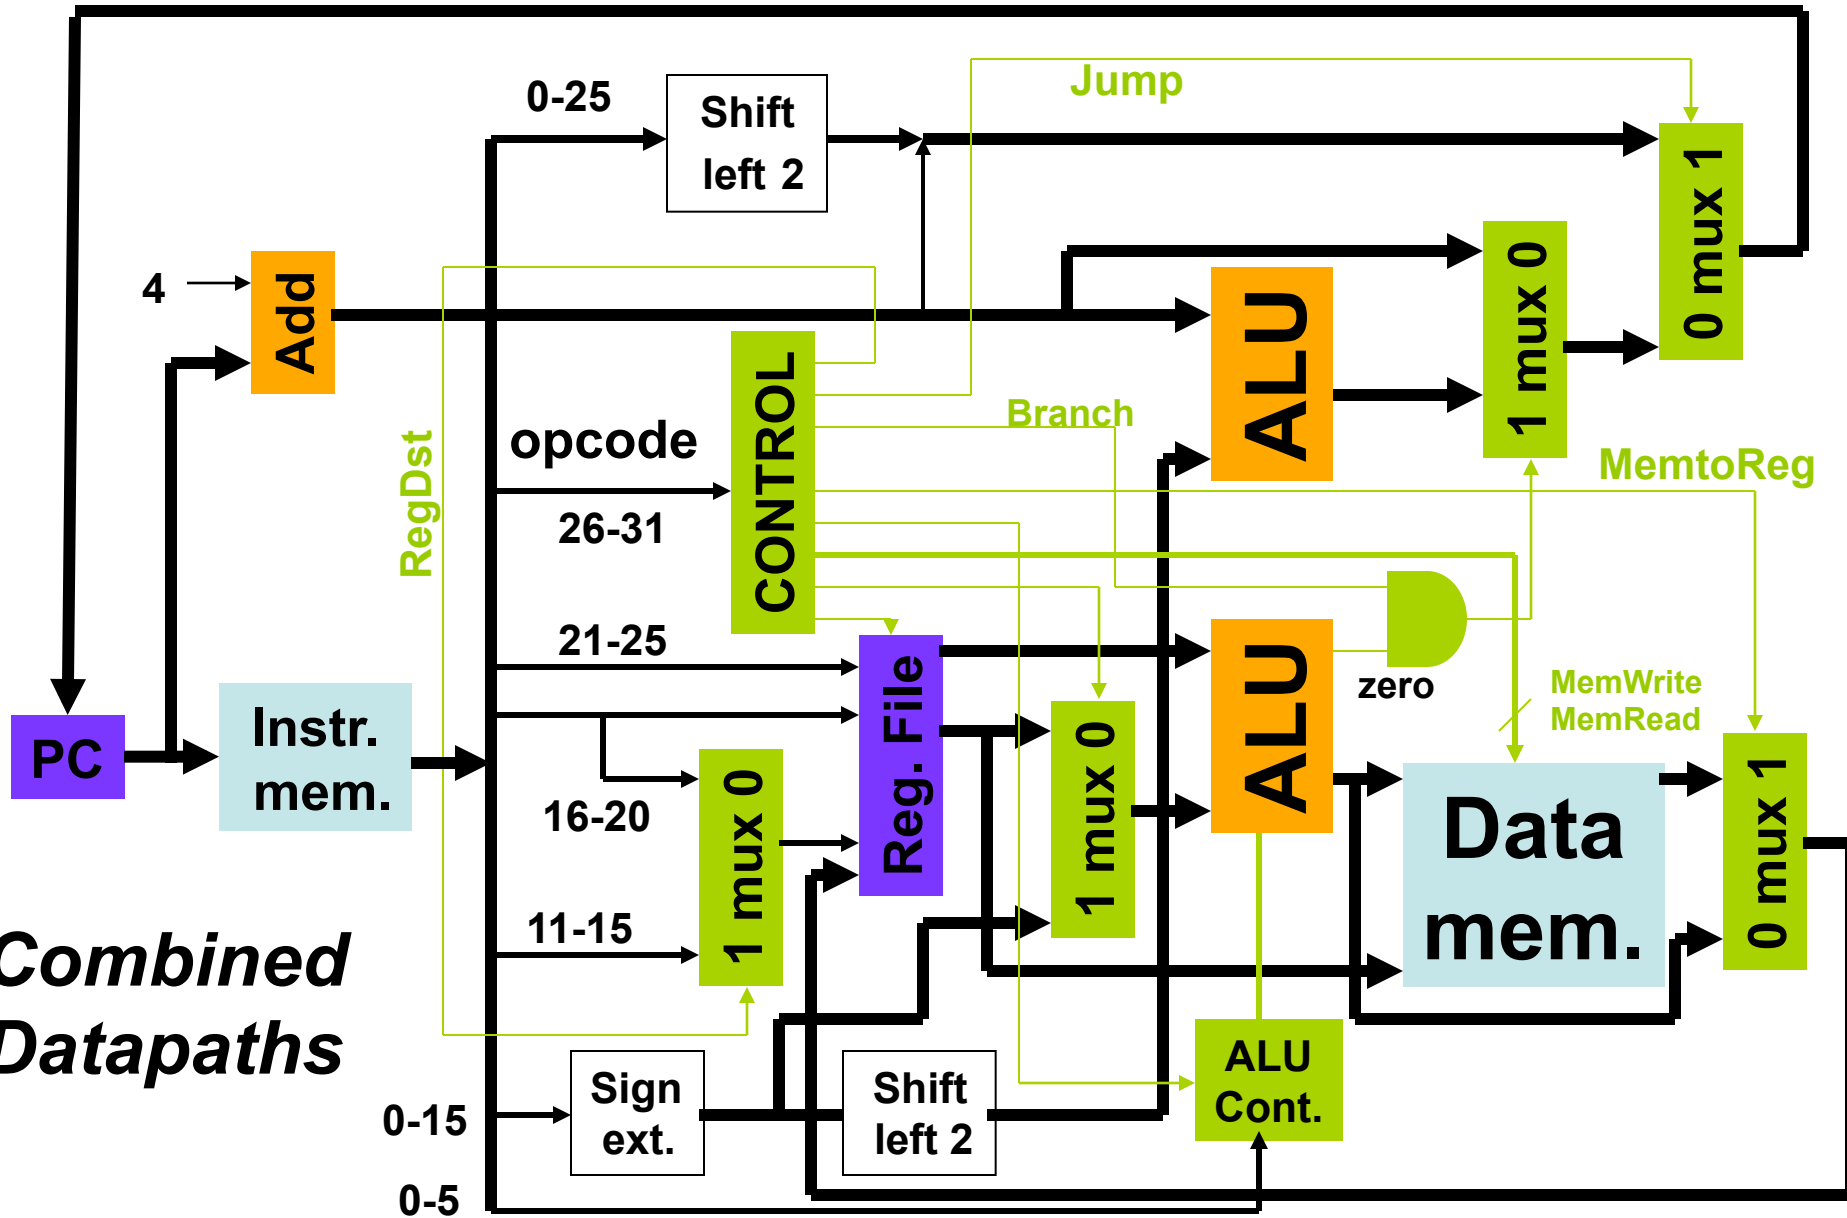 Jump
0-25
Shift
left 2
0 mux 1
4
Add
1 mux 0
ALU
CONTROL
Branch
opcode
MemtoReg
RegDst
26-31
21-25
zero
MemWrite
MemRead
PC
Instr.
mem.
Reg. File
ALU
1 mux 0
16-20
1 mux 0
Data
mem.
0 mux 1
11-15
Combined
Datapaths
Sign
ext.
Shift
left 2
ALU
Cont.
0-15
0-5